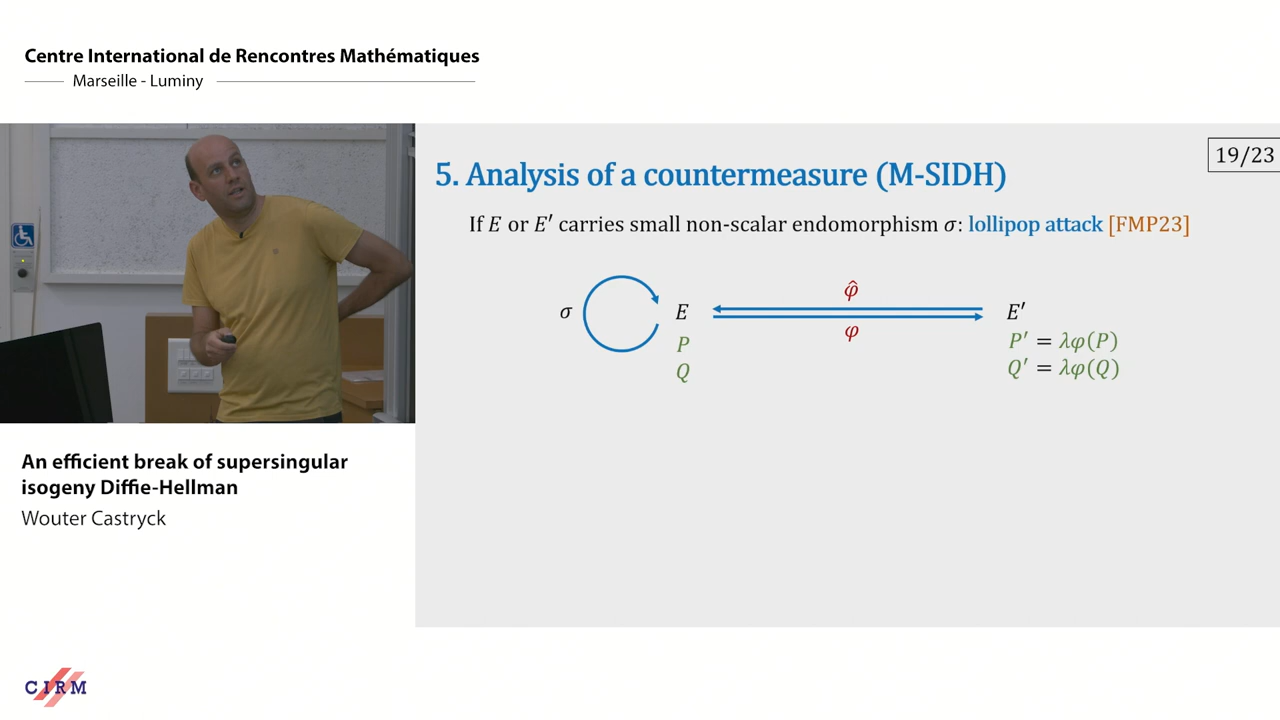 Centre International de Rencontres Mathématiques
Marseille - Luminy
19/23
5. Analysis of a countermeasure (M-SIDH)
If E or E′ carries small non-scalar endomorphism σ: lollipop attack [FMP23]
φ̂
σ E E′
φ
P P′ = λφ(P)
Q Q′ = λφ(Q)
An efficient break of supersingular
isogeny Diffie-Hellman
Wouter Castryck
CIRM